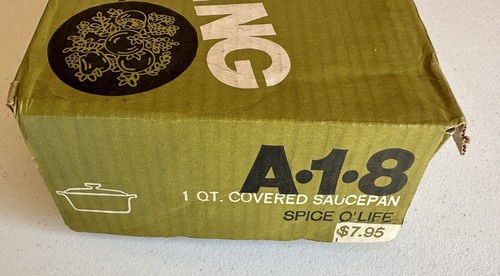 NG
A·1·8
1 QT. COVERED SAUCEPAN
SPICE O'LIFE
$7.95